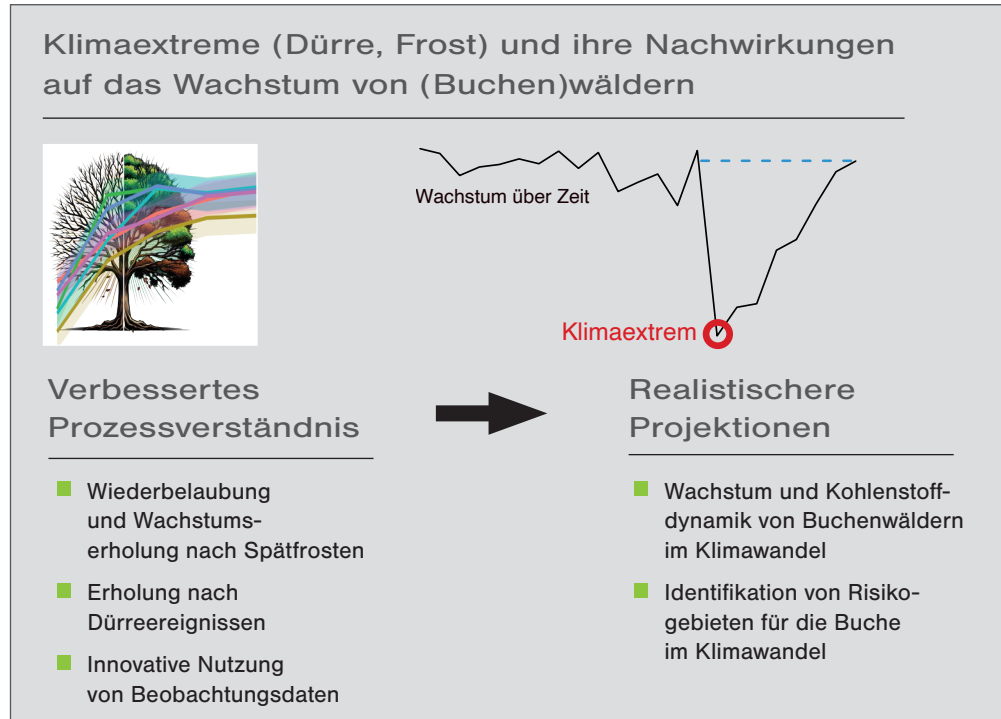 Klimaextreme (Dürre, Frost) und ihre Nachwirkungen
auf das Wachstum von (Buchen)wäldern
Wachstum über Zeit
Klimaextrem
Verbessertes
Prozessverständnis
Wiederbelaubung
und Wachstums-
erholung nach Spätfrosten
Erholung nach
Dürreereignissen
Innovative Nutzung
von Beobachtungsdaten
Realistischere
Projektionen
Wachstum und Kohlenstoff-
dynamik von Buchenwäldern
im Klimawandel
Identifikation von Risiko-
gebieten für die Buche
im Klimawandel